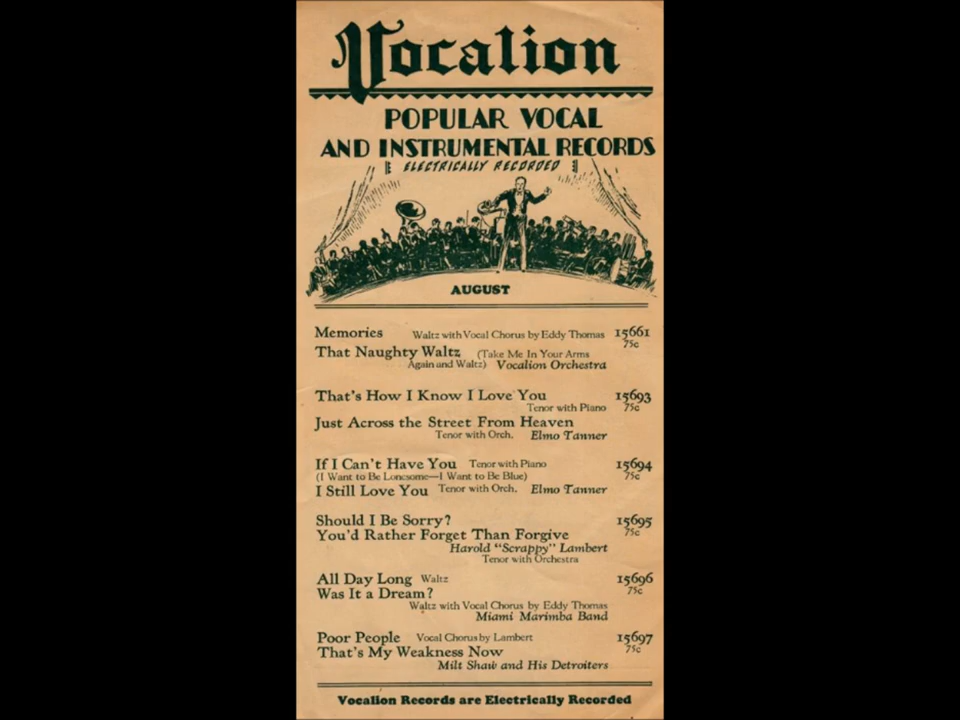 Vocalion
POPULAR VOCAL
AND INSTRUMENTAL RECORDS
ELECTRICALLY RECORDED
AUGUST
Memories Waltz with Vocal Chorus by Eddy Thomas 15661
75c
That Naughty Waltz (Take Me In Your Arms
Again and Waltz) Vocalion Orchestra
That's How I Know I Love You 15693
Tenor with Piano 75c
Just Across the Street From Heaven
Tenor with Orch. Elmo Tanner
If I Can't Have You Tenor with Piano 15694
(I Want to Be Lonesome—I Want to Be Blue) 75c
I Still Love You Tenor with Orch. Elmo Tanner
Should I Be Sorry? 15695
You'd Rather Forget Than Forgive 75c
Harold "Scrappy" Lambert
Tenor with Orchestra
All Day Long Waltz 15696
Was It a Dream? 75c
Waltz with Vocal Chorus by Eddy Thomas
Miami Marimba Band
Poor People Vocal Chorus by Lambert 15697
That's My Weakness Now 75c
Milt Shaw and His Detroiters
Vocalion Records are Electrically Recorded